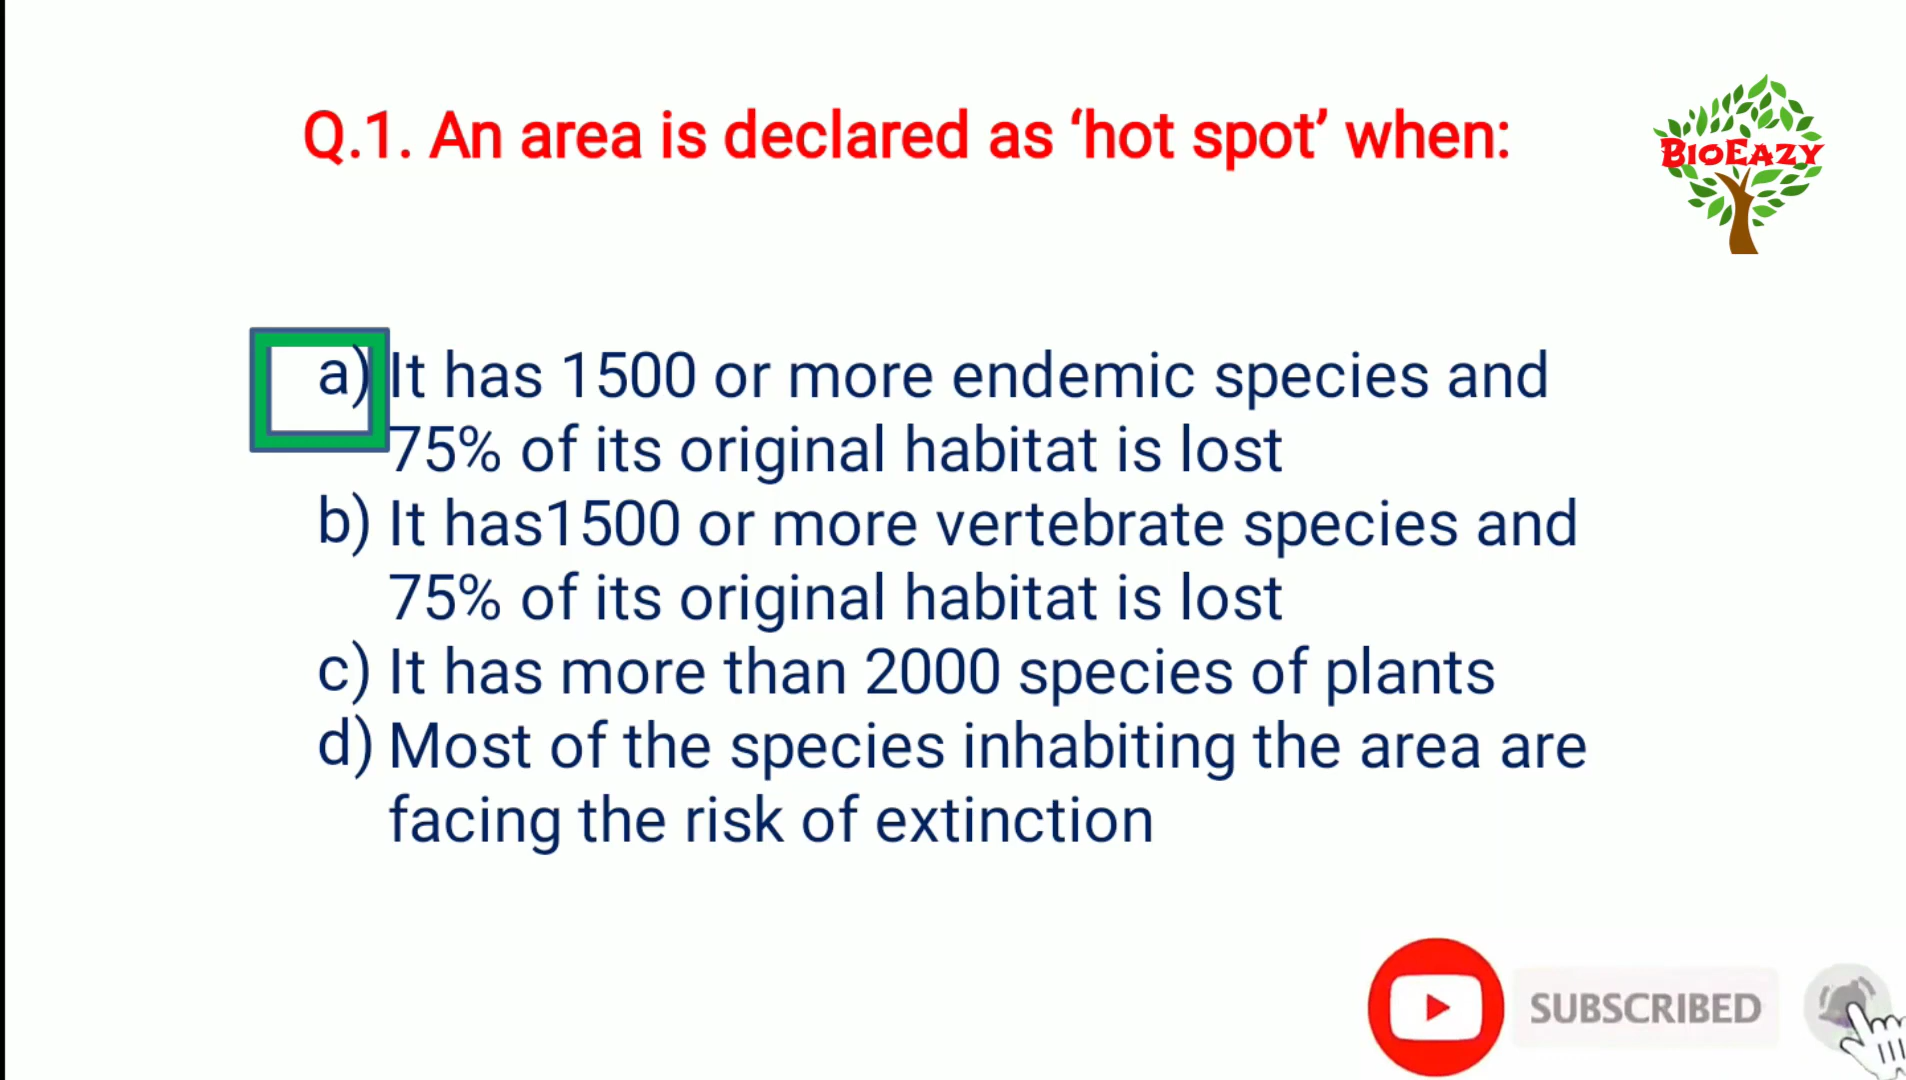 Q.1. An area is declared as ‘hot spot’ when:
BIOEAZY
a) It has 1500 or more endemic species and
75% of its original habitat is lost
b) It has1500 or more vertebrate species and
75% of its original habitat is lost
c) It has more than 2000 species of plants
d) Most of the species inhabiting the area are
facing the risk of extinction
SUBSCRIBED